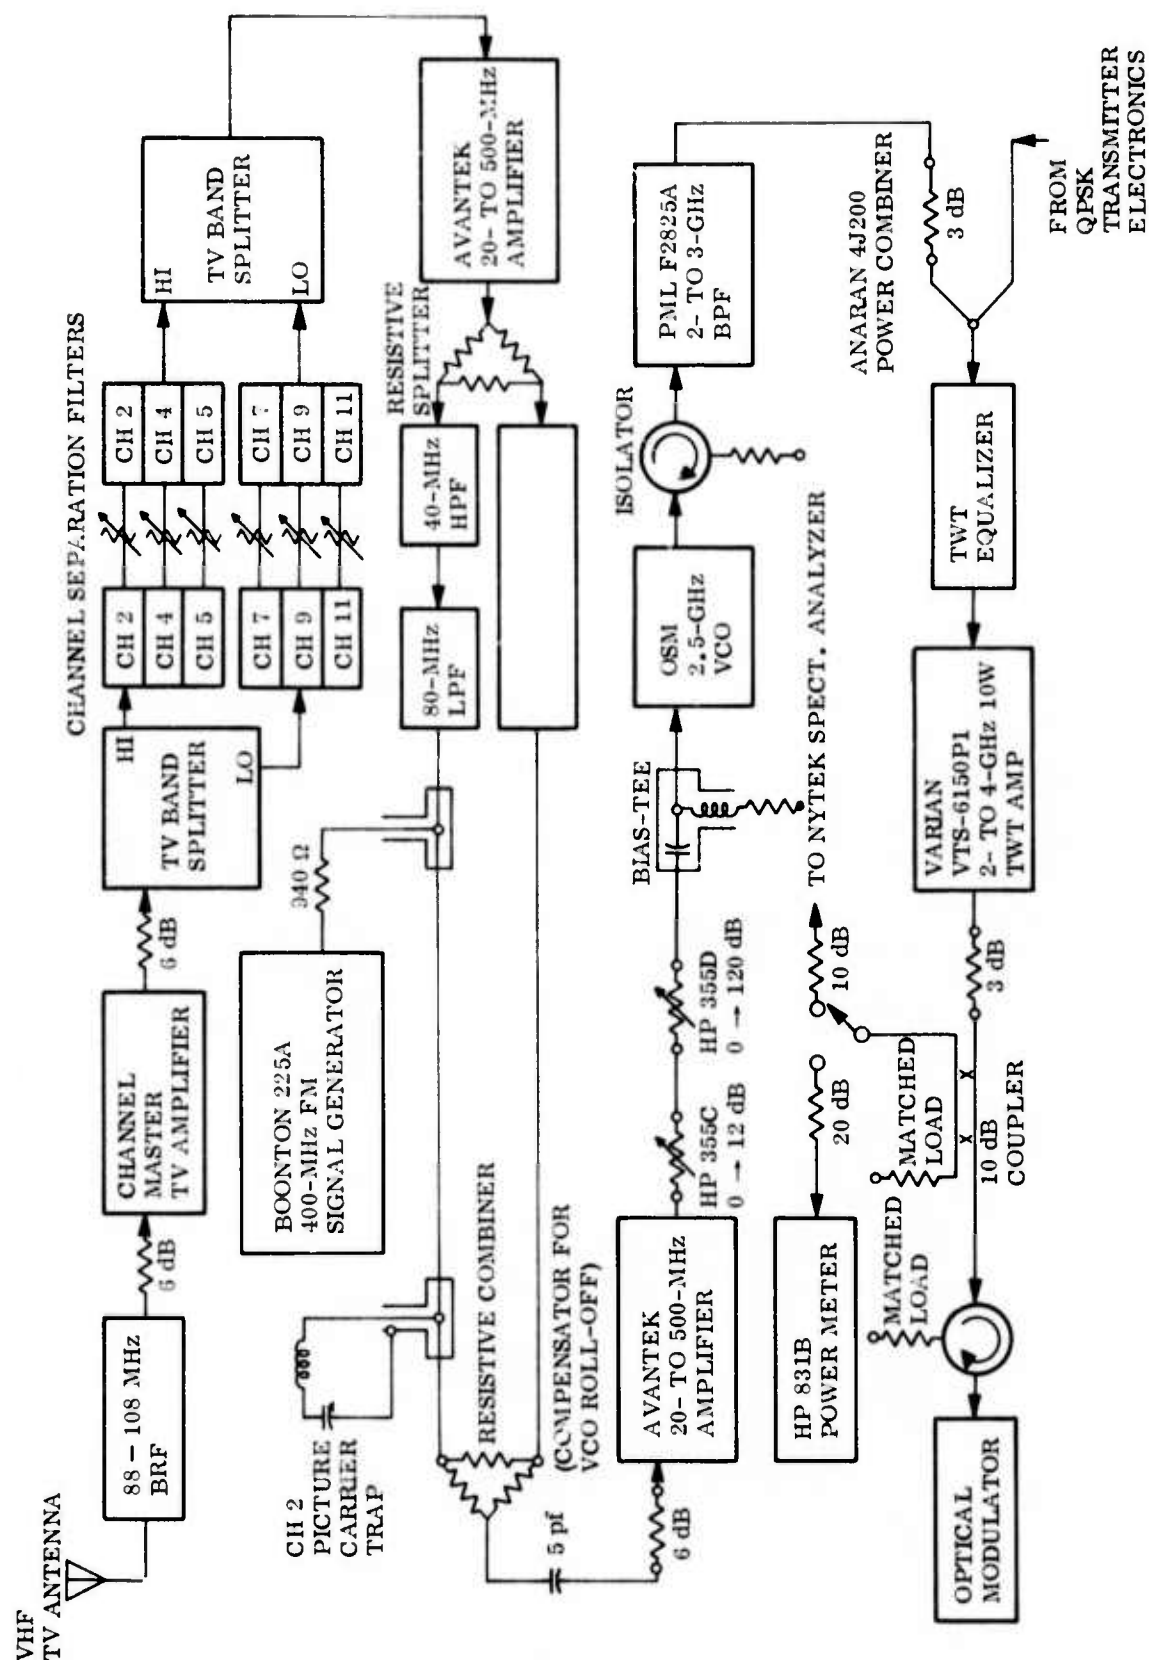 VHF
TV ANTENNA
88 – 108 MHz
BRF
6 dB
CHANNEL
MASTER
TV AMPLIFIER
6 dB
TV BAND
SPLITTER
HI
LO
CHANNEL SEPARATION FILTERS
CH 2
CH 4
CH 5
CH 7
CH 9
CH 11
CH 2
CH 4
CH 5
CH 7
CH 9
CH 11
HI
LO
TV BAND
SPLITTER
AVANTEK
20- TO 500-MHz
AMPLIFIER
RESISTIVE
SPLITTER
40-MHz
HPF
80-MHz
LPF
BOONTON 225A
400-MHz FM
SIGNAL GENERATOR
940 Ω
CH 2
PICTURE
CARRIER
TRAP
RESISTIVE COMBINER
(COMPENSATOR FOR
VCO ROLL-OFF)
5 pf
6 dB
AVANTEK
20- TO 500-MHz
AMPLIFIER
HP 355C
0 → 12 dB
HP 355D
0 → 120 dB
BIAS-TEE
OSM
2.5-GHz
VCO
ISOLATOR
PML F2825A
2- TO 3-GHz
BPF
3 dB
ANARAN 4J200
POWER COMBINER
FROM
QPSK
TRANSMITTER
ELECTRONICS
TWT
EQUALIZER
VARIAN
VTS-6150P1
2- TO 4-GHz 10W
TWT AMP
3 dB
10 dB
COUPLER
MATCHED
LOAD
10 dB
TO NYTEK SPECT. ANALYZER
20 dB
HP 831B
POWER METER
MATCHED
LOAD
OPTICAL
MODULATOR